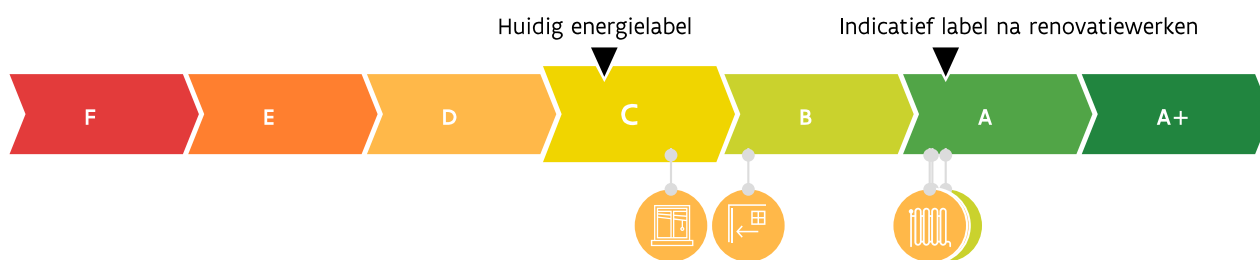 Huidig energielabel Indicatief label na renovatiewerken
F E D C B A A+